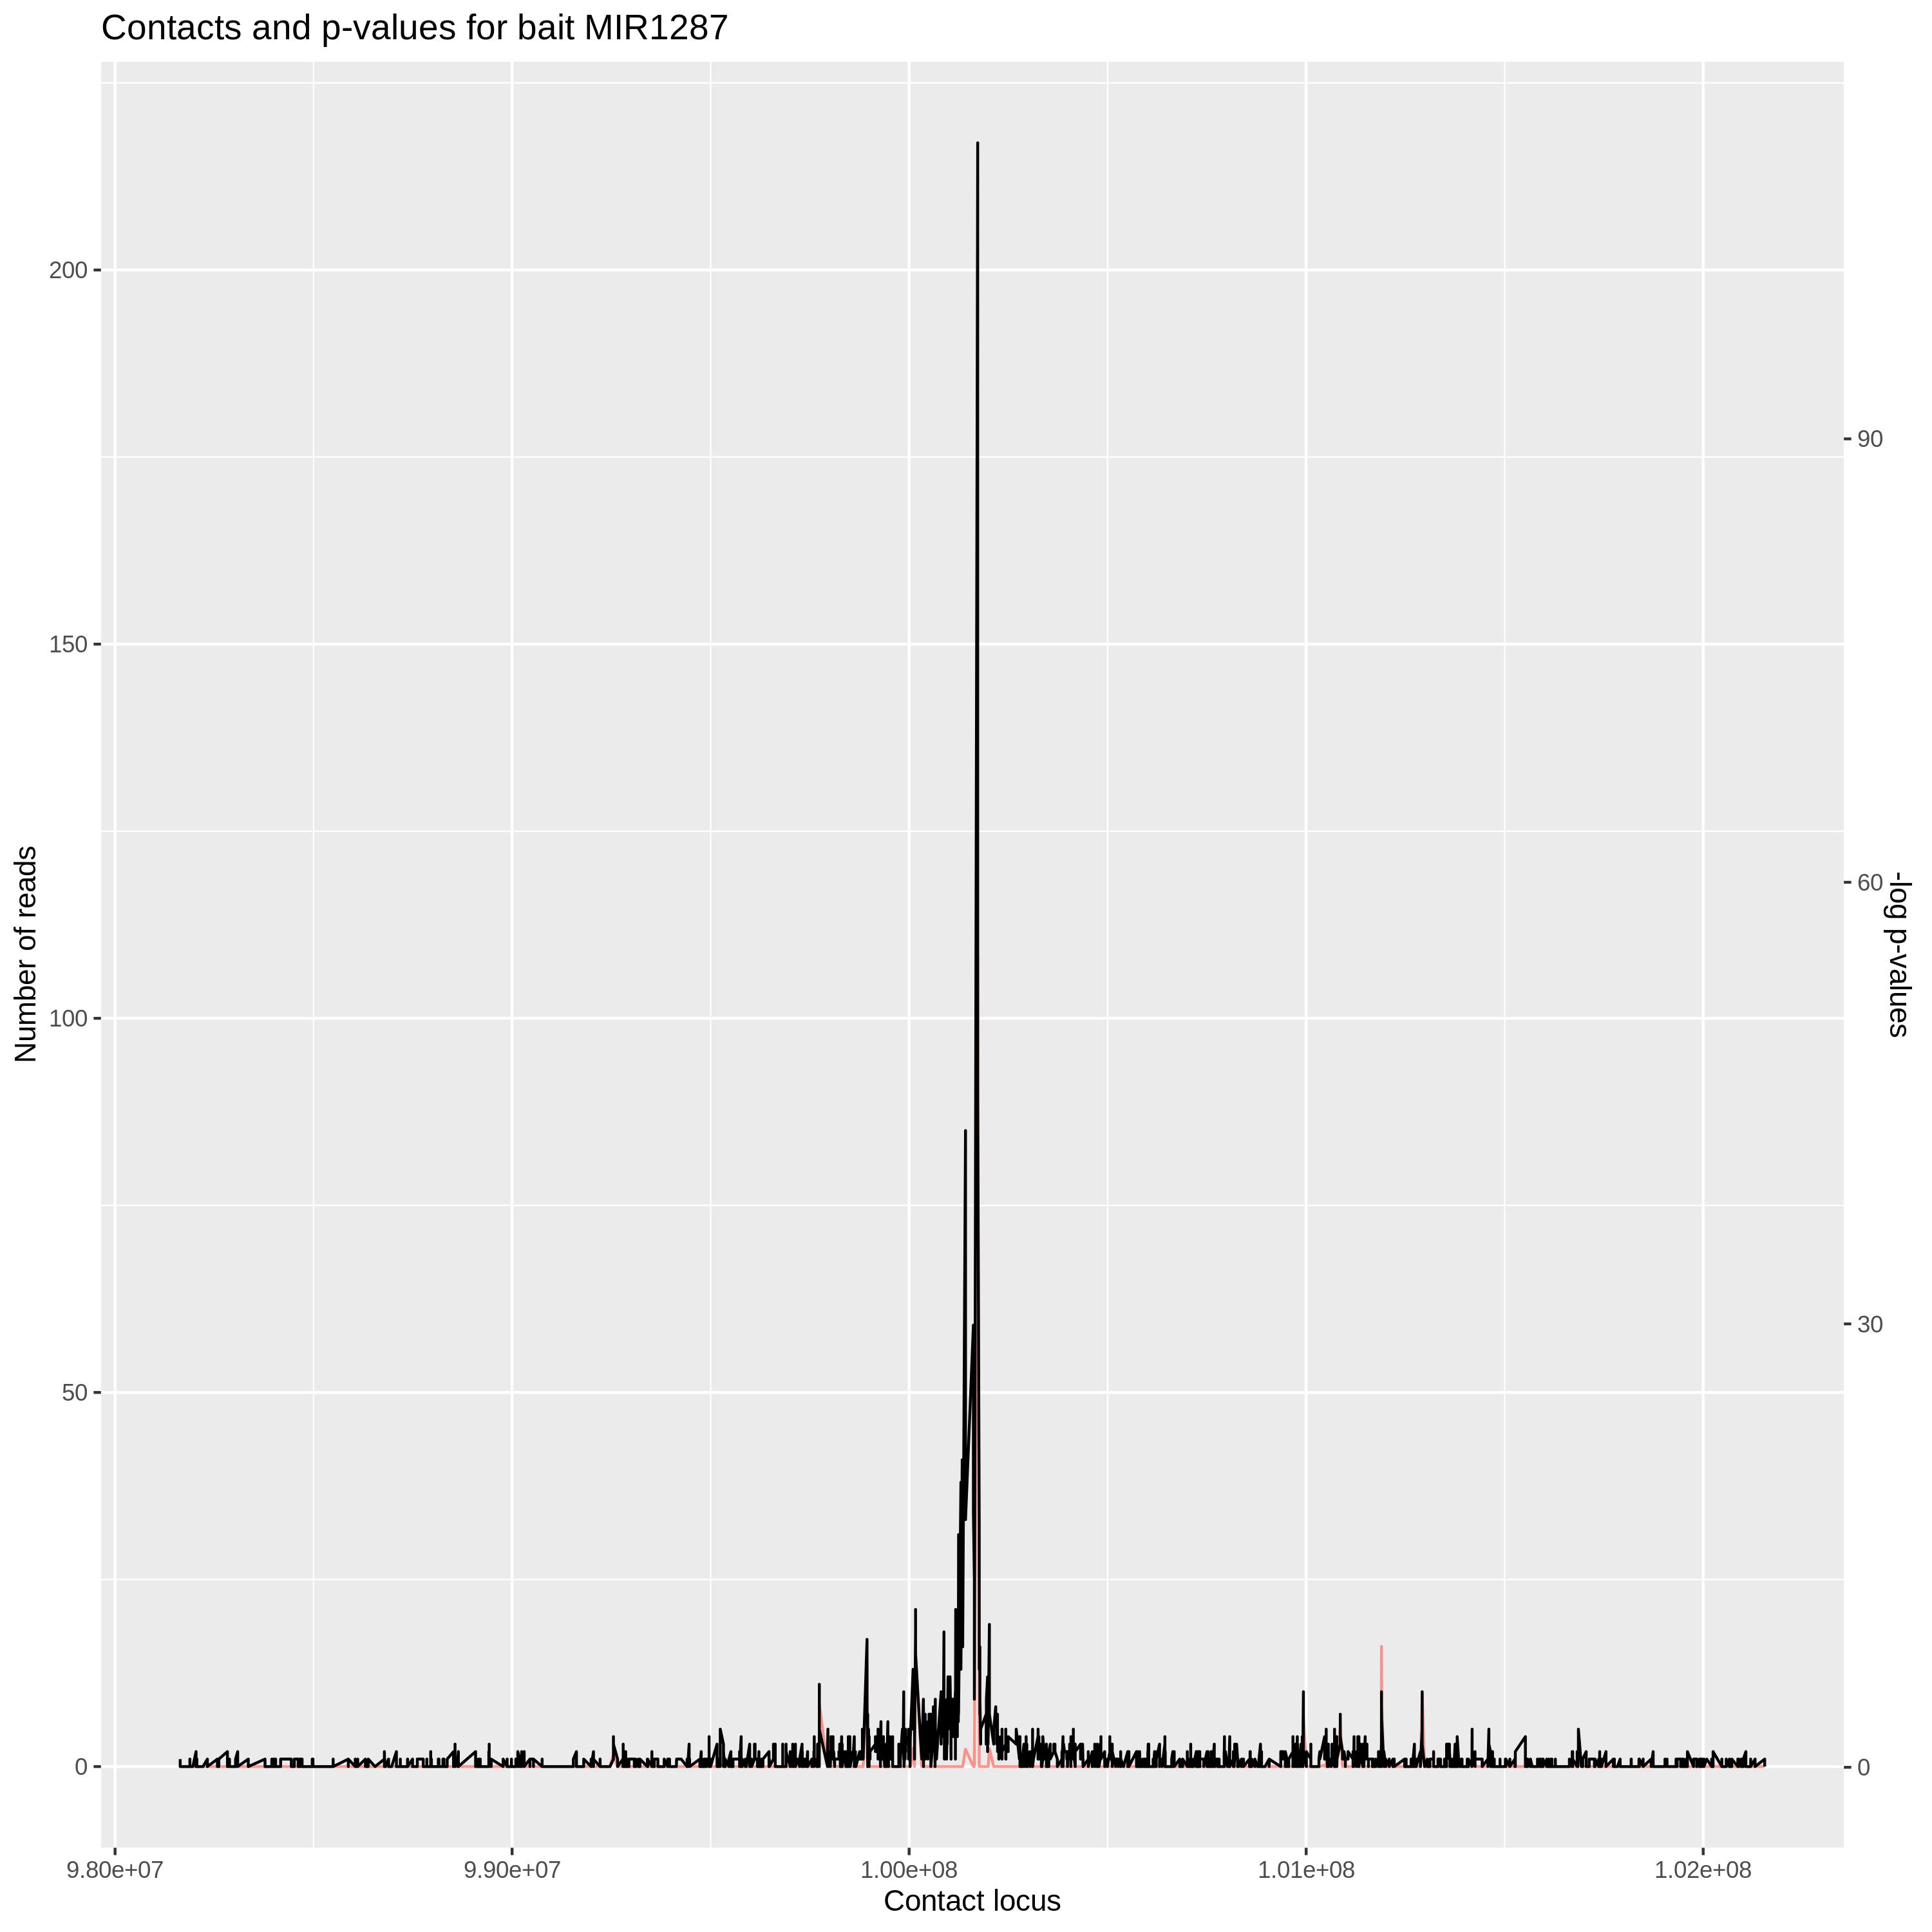 Contacts and p-values for bait MIR1287
200
150
100
50
0
Number of reads
90
60
30
0
-log p-values
9.80e+07
9.90e+07
1.00e+08
1.01e+08
1.02e+08
Contact locus